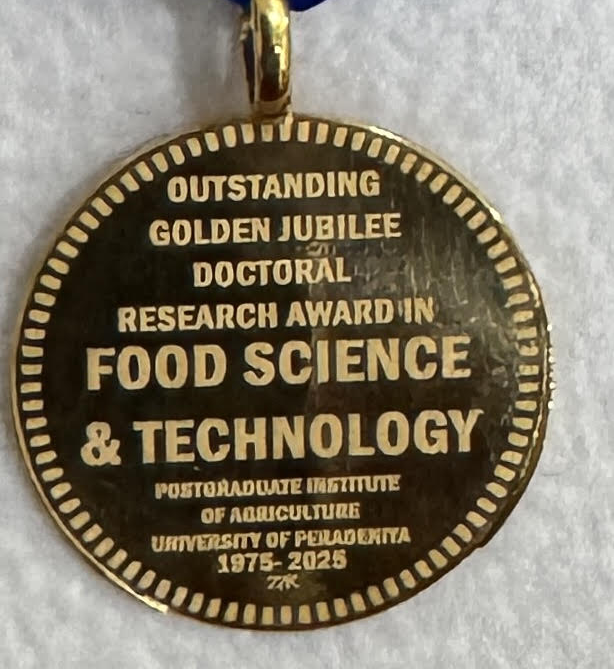 OUTSTANDING
GOLDEN JUBILEE
DOCTORAL
RESEARCH AWARD IN
FOOD SCIENCE
& TECHNOLOGY
POSTGRADUATE INSTITUTE
OF AGRICULTURE
UNIVERSITY OF PERADENIYA
1975- 2025